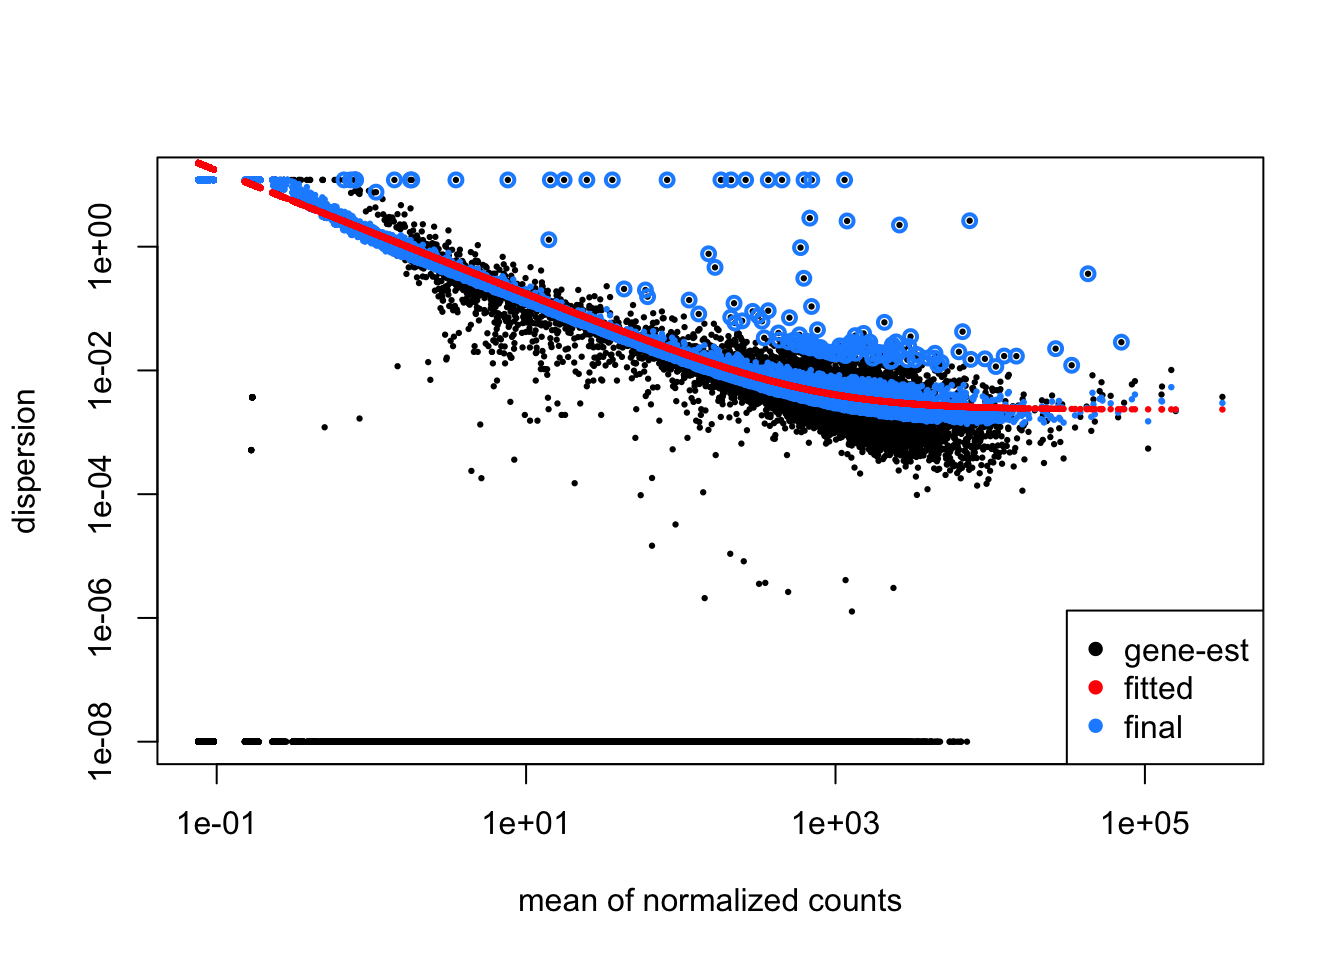 dispersion
1e+00
1e-02
1e-04
1e-06
1e-08
gene-est
fitted
final
1e-01
1e+01
1e+03
1e+05
mean of normalized counts